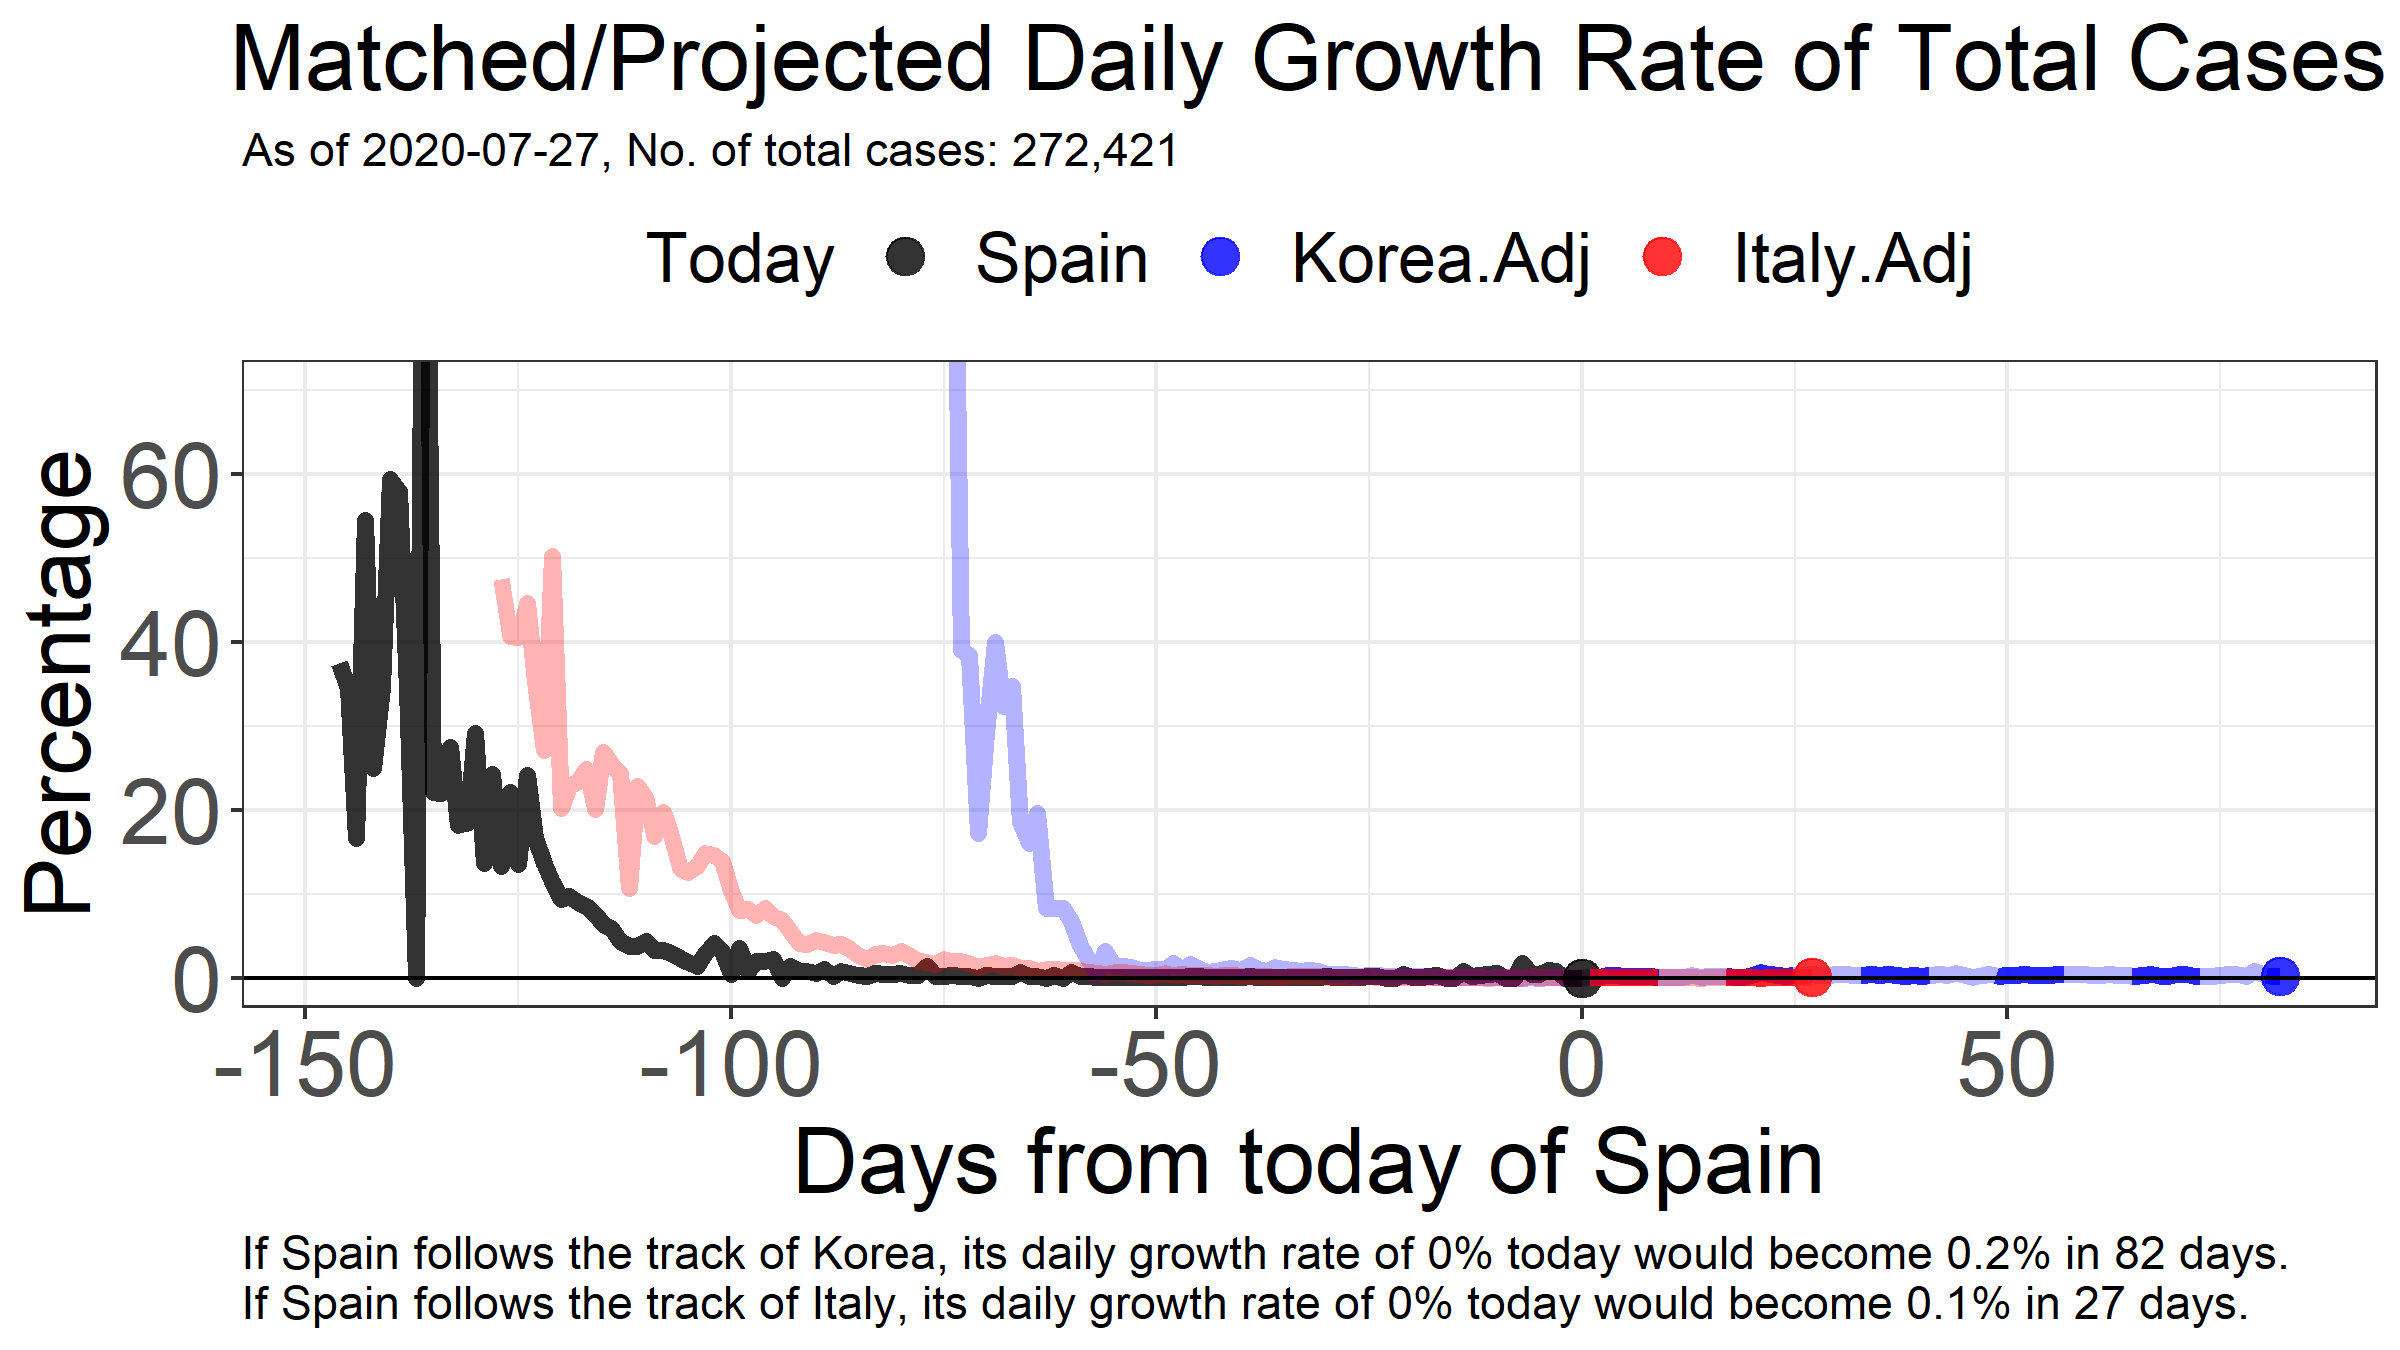 Matched/Projected Daily Growth Rate of Total Cases
As of 2020-07-27, No. of total cases: 272,421
Today Spain Korea.Adj Italy.Adj
Percentage
60
40
20
0
-150 -100 -50 0 50
Days from today of Spain
If Spain follows the track of Korea, its daily growth rate of 0% today would become 0.2% in 82 days.
If Spain follows the track of Italy, its daily growth rate of 0% today would become 0.1% in 27 days.